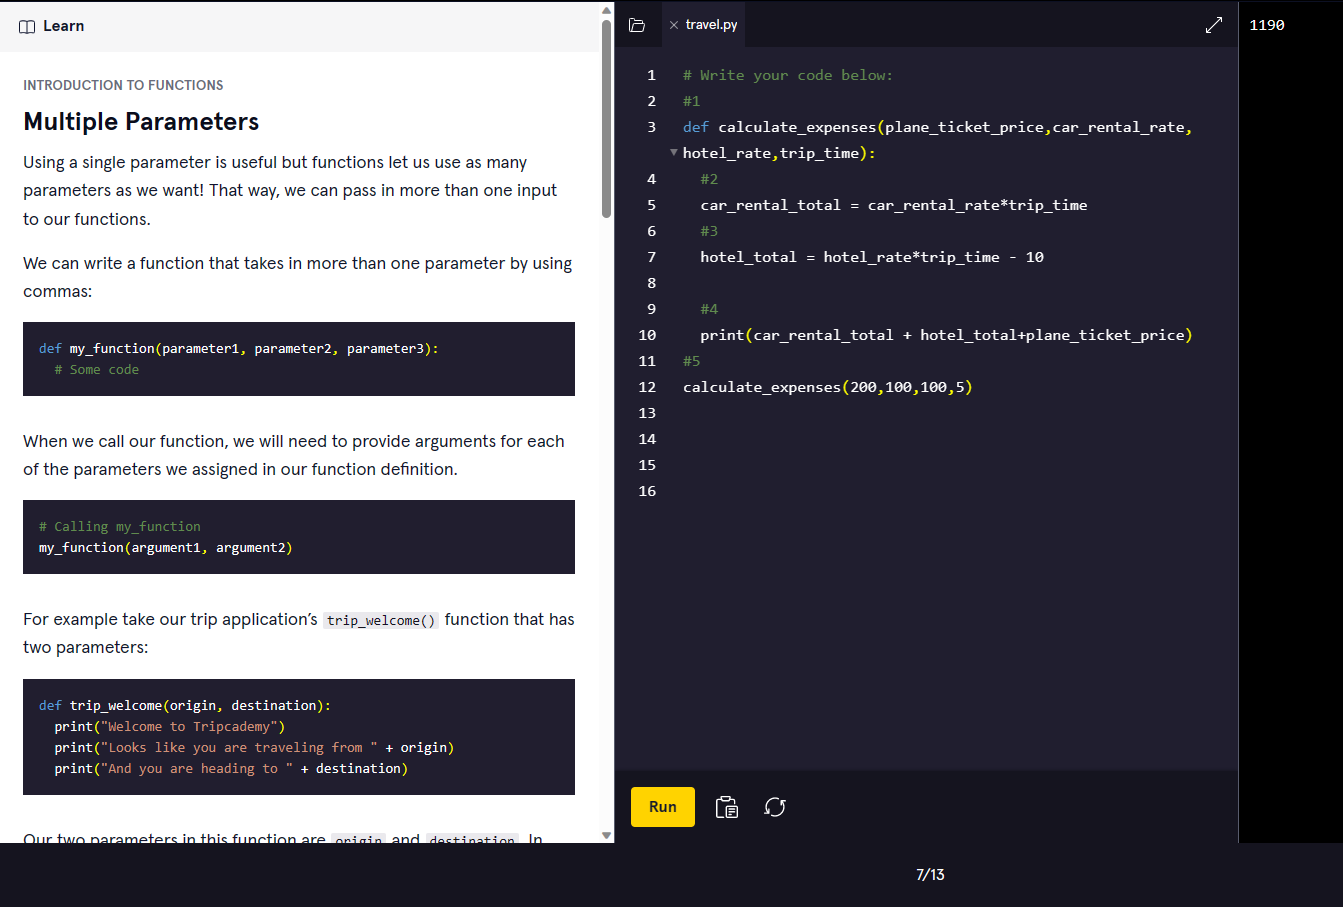 Learn
INTRODUCTION TO FUNCTIONS
Multiple Parameters
Using a single parameter is useful but functions let us use as many
parameters as we want! That way, we can pass in more than one input
to our functions.
We can write a function that takes in more than one parameter by using
commas:
def my_function(parameter1, parameter2, parameter3):
  # Some code
When we call our function, we will need to provide arguments for each
of the parameters we assigned in our function definition.
# Calling my_function
my_function(argument1, argument2)
For example take our trip application’s trip_welcome() function that has
two parameters:
def trip_welcome(origin, destination):
  print("Welcome to Tripcademy")
  print("Looks like you are traveling from " + origin)
  print("And you are heading to " + destination)
Our two parameters in this function are origin and destination. In
travel.py
1 # Write your code below:
2 #1
3 def calculate_expenses(plane_ticket_price,car_rental_rate,
hotel_rate,trip_time):
4   #2
5   car_rental_total = car_rental_rate*trip_time
6   #3
7   hotel_total = hotel_rate*trip_time - 10
8
9   #4
10   print(car_rental_total + hotel_total+plane_ticket_price)
11 #5
12 calculate_expenses(200,100,100,5)
13
14
15
16
Run
1190
7/13